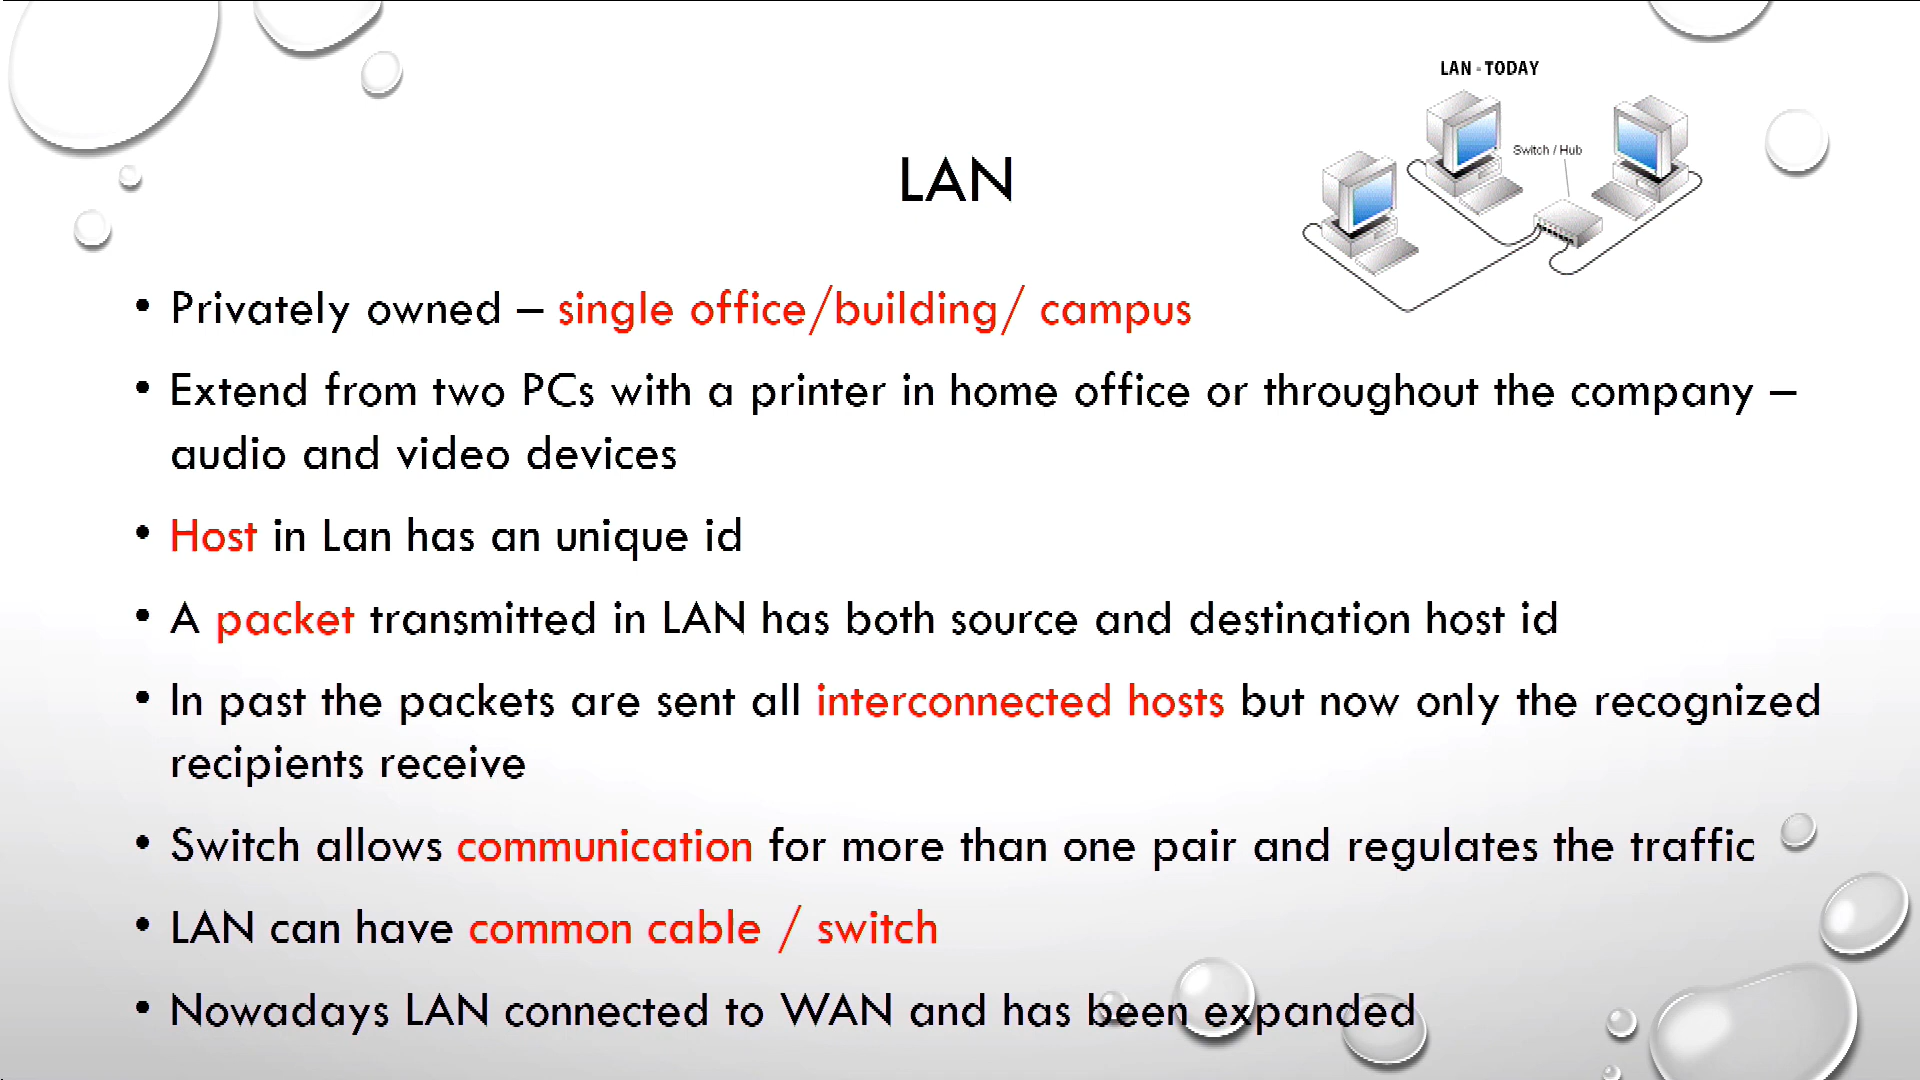 LAN - TODAY
Switch / Hub
LAN
• Privately owned – single office/building/ campus
• Extend from two PCs with a printer in home office or throughout the company –
audio and video devices
• Host in Lan has an unique id
• A packet transmitted in LAN has both source and destination host id
• In past the packets are sent all interconnected hosts but now only the recognized
recipients receive
• Switch allows communication for more than one pair and regulates the traffic
• LAN can have common cable / switch
• Nowadays LAN connected to WAN and has been expanded